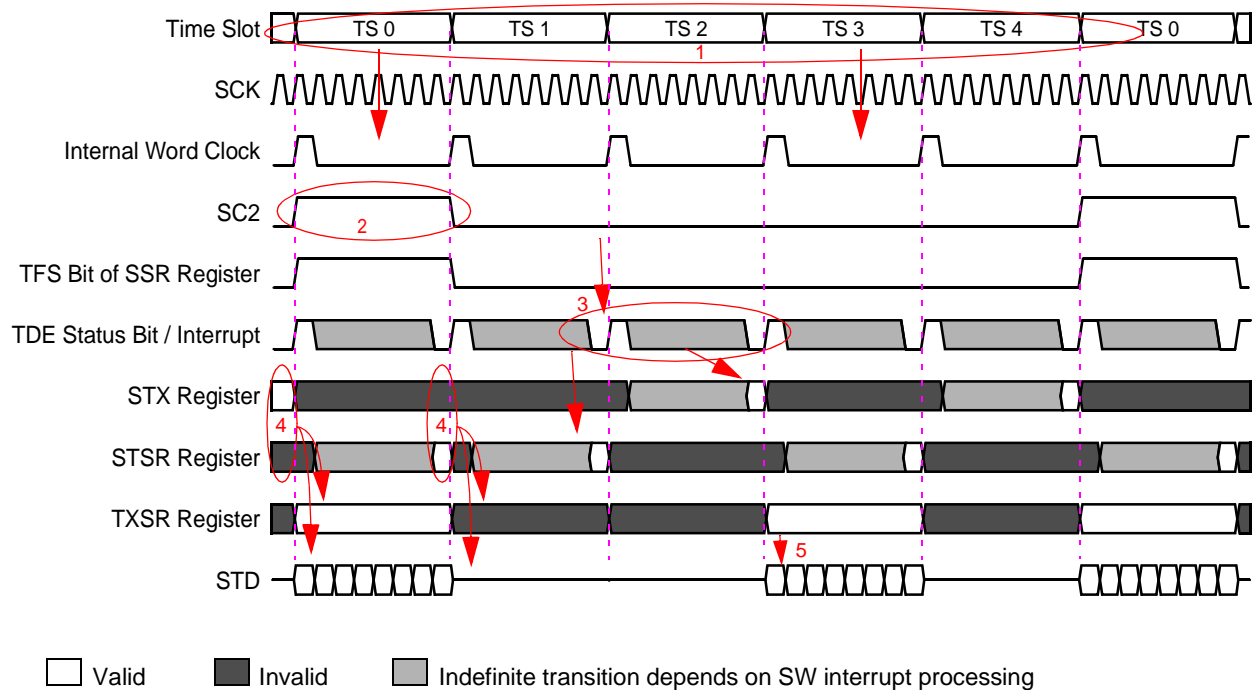 Time Slot TS 0 TS 1 TS 2 TS 3 TS 4 TS 0
1
SCK
Internal Word Clock
SC2
2
TFS Bit of SSR Register
3
TDE Status Bit / Interrupt
STX Register
4 4
STSR Register
TXSR Register
5
STD
Valid Invalid Indefinite transition depends on SW interrupt processing